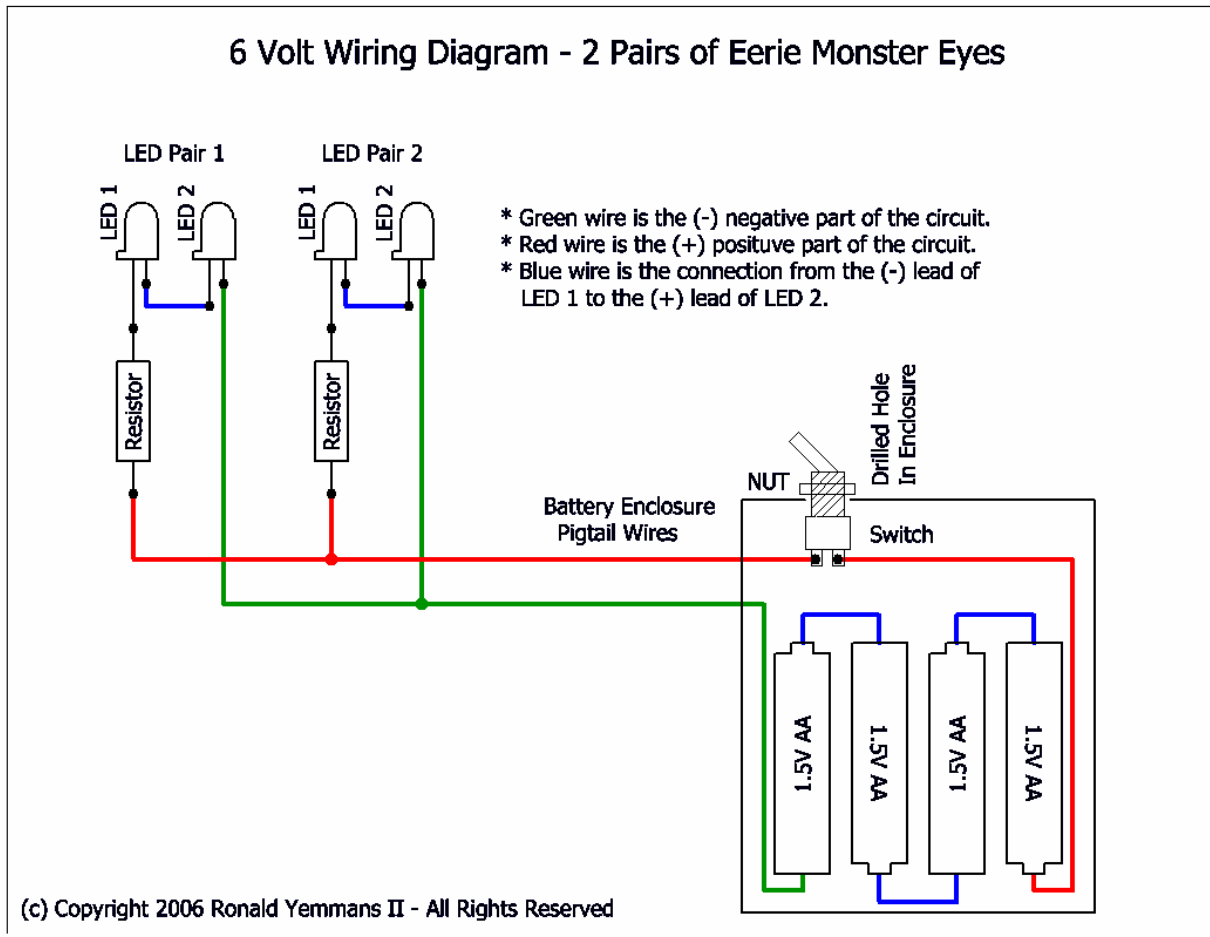 6 Volt Wiring Diagram - 2 Pairs of Eerie Monster Eyes
LED Pair 1
LED Pair 2
LED 1
LED 2
LED 1
LED 2
* Green wire is the (-) negative part of the circuit.
* Red wire is the (+) posituve part of the circuit.
* Blue wire is the connection from the (-) lead of
LED 1 to the (+) lead of LED 2.
Resistor
Resistor
Drilled Hole
In Enclosure
NUT
Battery Enclosure
Pigtail Wires
Switch
1.5V AA
1.5V AA
1.5V AA
1.5V AA
(c) Copyright 2006 Ronald Yemmans II - All Rights Reserved